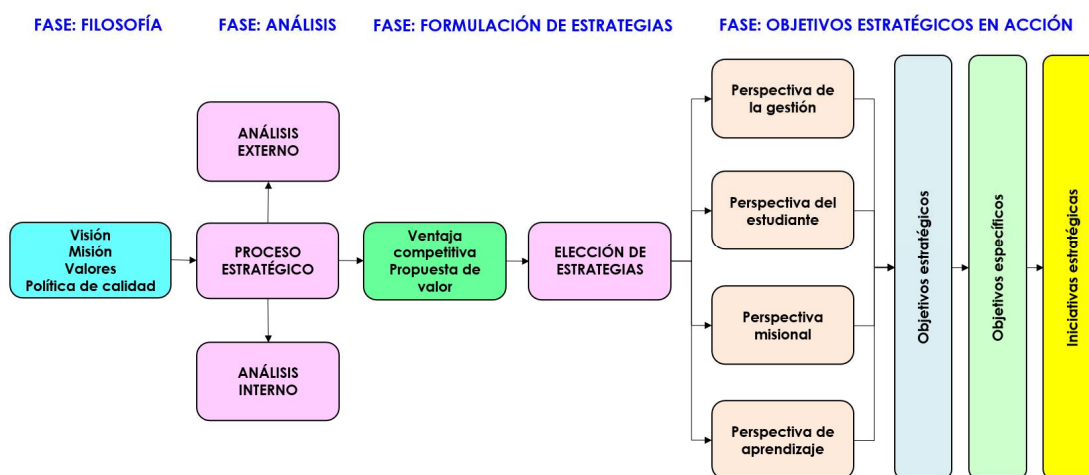 FASE: FILOSOFÍA
FASE: ANÁLISIS
FASE: FORMULACIÓN DE ESTRATEGIAS
FASE: OBJETIVOS ESTRATÉGICOS EN ACCIÓN
Visión
Misión
Valores
Política de calidad
ANÁLISIS
EXTERNO
PROCESO
ESTRATÉGICO
ANÁLISIS
INTERNO
Ventaja
competitiva
Propuesta de
valor
ELECCIÓN DE
ESTRATEGIAS
Perspectiva de
la gestión
Perspectiva del
estudiante
Perspectiva
misional
Perspectiva de
aprendizaje
Objetivos estratégicos
Objetivos específicos
Iniciativas estratégicas